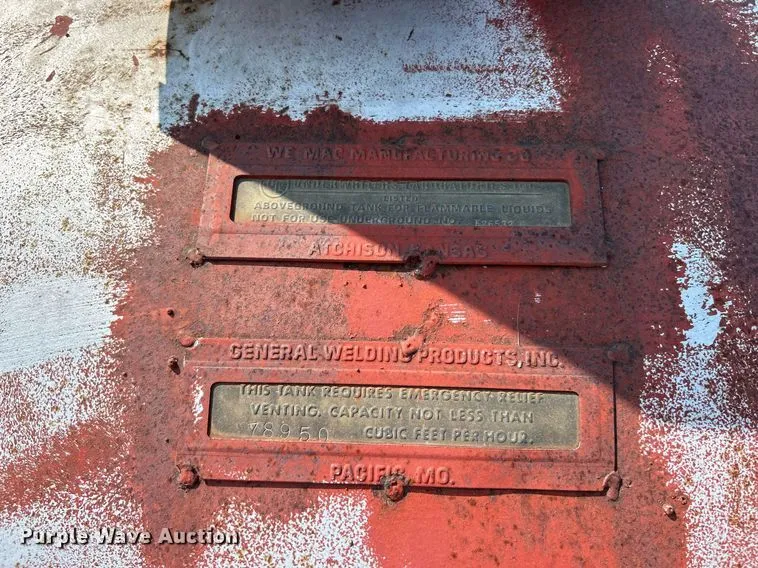 WE MAC MANUFACTURING CO
UNDERWRITERS LABORATORIES, INC.
LISTED
ABOVEGROUND TANK FOR FLAMMABLE LIQUIDS
NOT FOR USE UNDERGROUND NO.
ATCHISON, KANSAS
GENERAL WELDING PRODUCTS, INC.
THIS TANK REQUIRES EMERGENCY RELIEF
VENTING. CAPACITY NOT LESS THAN
78950 CUBIC FEET PER HOUR.
PACIFIC, MO.
Purple Wave Auction